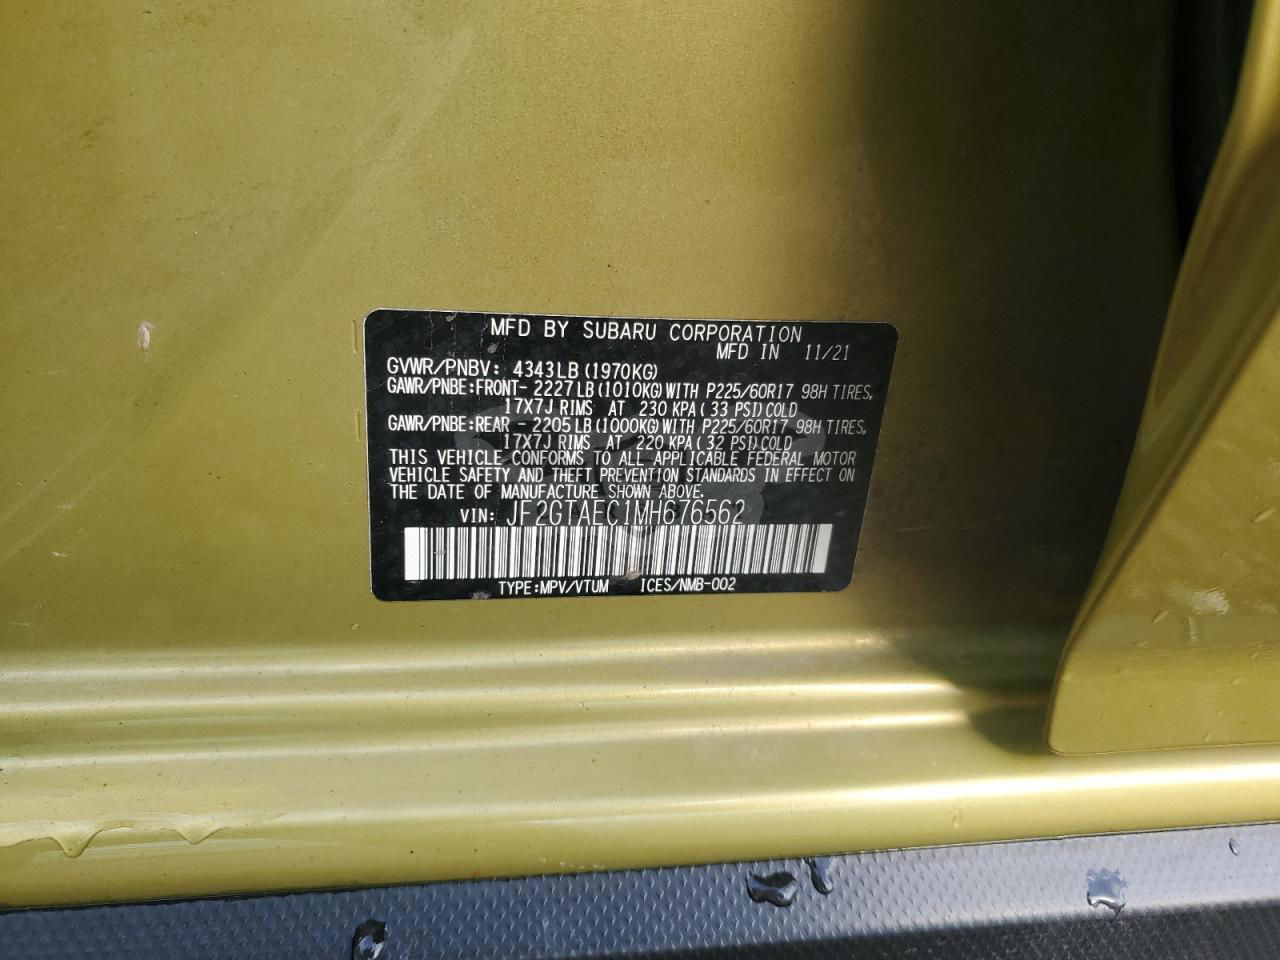 MFD BY SUBARU CORPORATION
MFD IN 11/21
GVWR/PNBV: 4343LB (1970KG)
GAWR/PNBE:FRONT- 2227LB (1010KG) WITH P225/60R17 98H TIRES,
17X7J RIMS AT 230 KPA ( 33 PSI) COLD
GAWR/PNBE:REAR - 2205LB (1000KG) WITH P225/60R17 98H TIRES,
17X7J RIMS AT 220 KPA ( 32 PSI) COLD
THIS VEHICLE CONFORMS TO ALL APPLICABLE FEDERAL MOTOR
VEHICLE SAFETY AND THEFT PREVENTION STANDARDS IN EFFECT ON
THE DATE OF MANUFACTURE SHOWN ABOVE.
VIN: JF2GTAEC1MH676562
TYPE:MPV/VTUM ICES/NMB-002